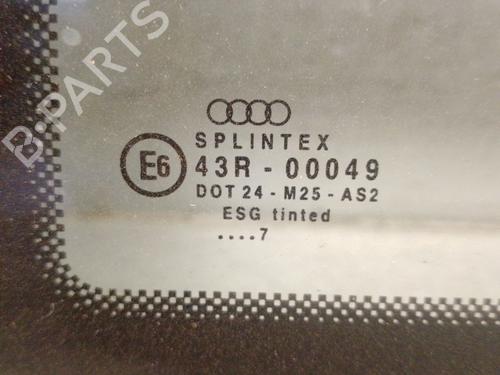 B-PARTS
SPLINTEX
E6 43R-00049
DOT 24-M25-AS2
ESG tinted
....7